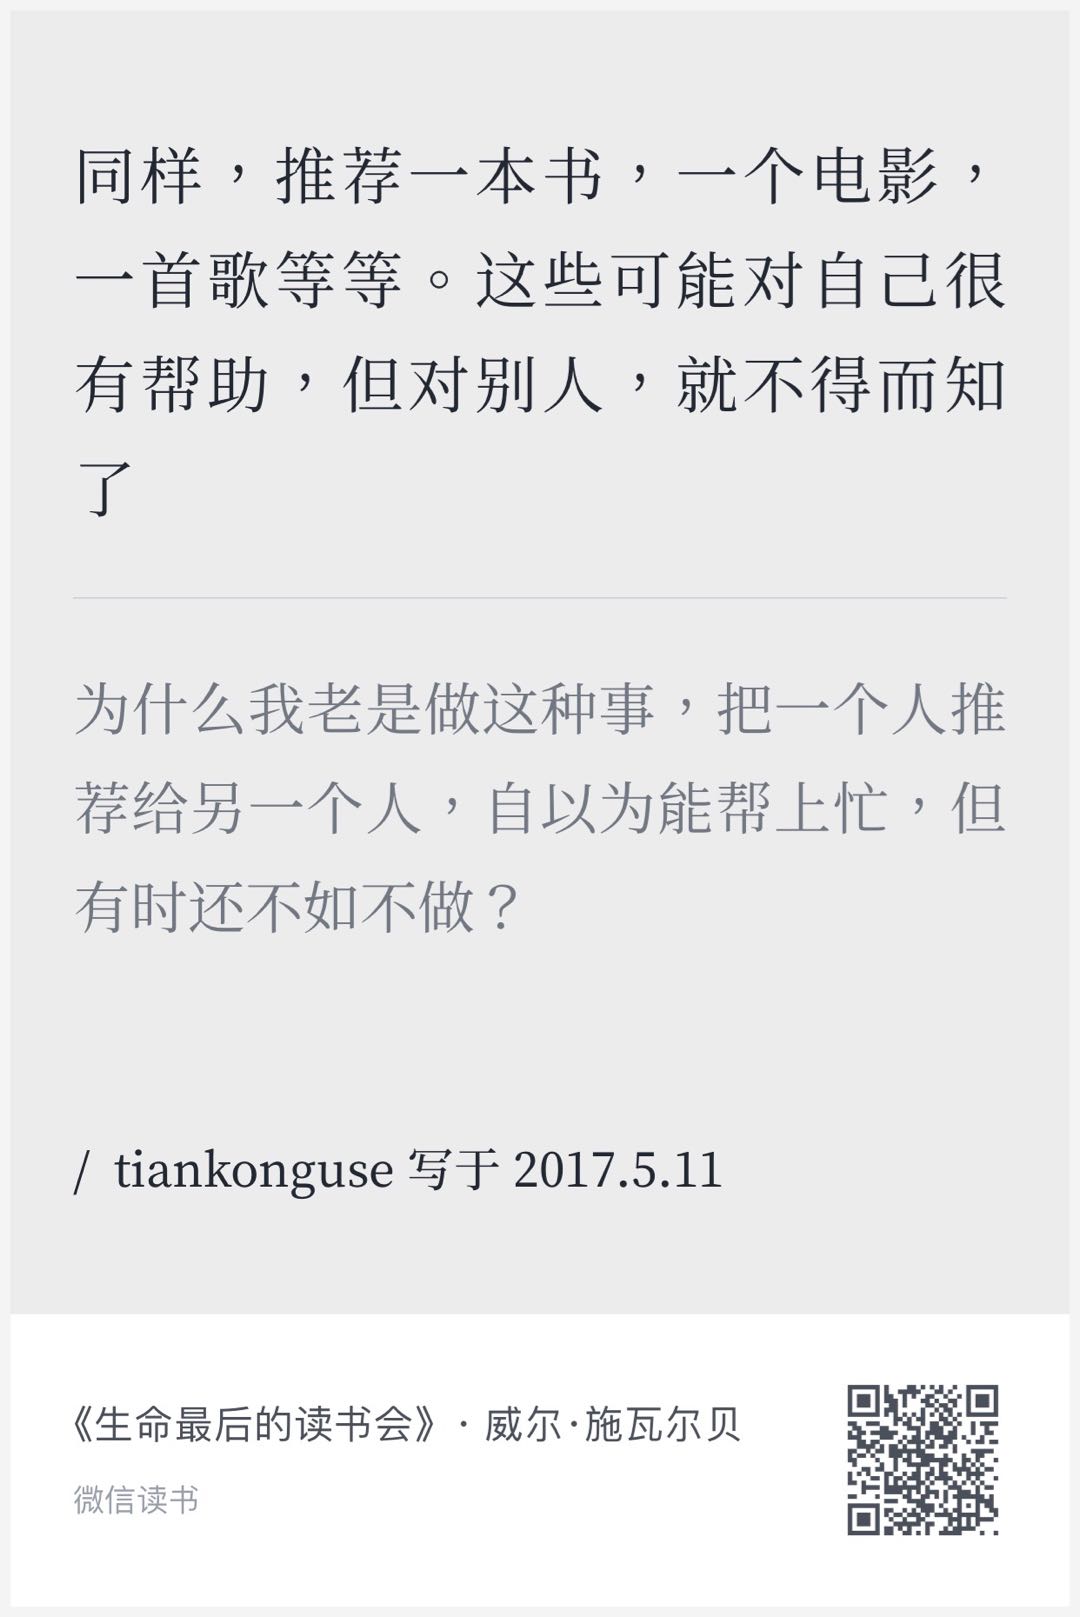 同样，推荐一本书，一个电影，
一首歌等等。这些可能对自己很
有帮助，但对别人，就不得而知
了
为什么我老是做这种事，把一个人推
荐给另一个人，自以为能帮上忙，但
有时还不如不做？
/ tiankonguse 写于 2017.5.11
《生命最后的读书会》· 威尔·施瓦尔贝
微信读书